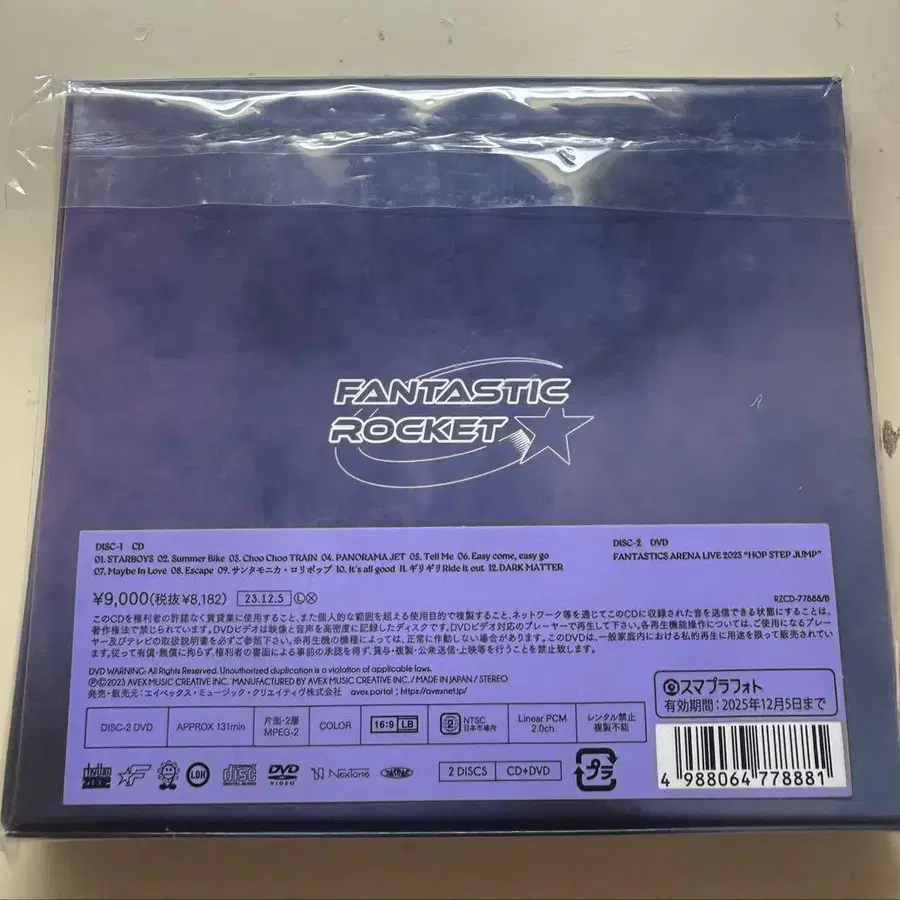 FANTASTIC
ROCKET
DISC-1 CD
01. STARBOYS 02. Summer Bike 03. Choo Choo TRAIN 04. PANORAMA JET 05. Tell Me 06. Easy come, easy go
07. Maybe In Love 08. Escape 09. サンタモニカ・ロリポップ 10. It's all good 11. ギリギリRide it out 12. DARK MATTER
DISC-2 DVD
FANTASTICS ARENA LIVE 2023 "HOP STEP JUMP"
¥9,000(税抜¥8,182) 23.12.5 ⓁⓍ
RZCD-77888/B
このCDを権利者の許諾なく賃貸業に使用すること、また個人的な範囲を超える使用目的で複製すること、ネットワーク等を通じてこのCDに収録された音を送信できる状態にすることは、
著作権法で禁じられています。DVDビデオは映像と音声を高密度に記録したディスクです。DVDビデオ対応のプレーヤーで再生して下さい。各再生機能操作については、ご使用になるプレー
ヤー及びテレビの取扱説明書を必ずご参照下さい。※再生機の機種によっては、正常に作動しない場合があります。このDVDは、一般家庭内における私的再生に用途を限って販売されてい
ます。従って有償・無償に拘らず、権利者の書面による事前の承諾を得ず、貸与・複製・公衆送信・上映等を行うことを禁止致します。
DVD WARNING: All Rights Reserved. Unauthorized duplication is a violation of applicable laws.
ⓅⒸ2023 AVEX MUSIC CREATIVE INC. MANUFACTURED BY AVEX MUSIC CREATIVE INC. / MADE IN JAPAN / STEREO
発売・販売元:エイベックス・ミュージック・クリエイティヴ株式会社 avex portal : https://avexnet.jp/
スマプラフォト
有効期間:2025年12月5日まで
DISC-2 DVD
APPROX 131min
片面・2層
MPEG-2
COLOR
16:9 LB
2
NTSC
日本市場向
Linear PCM
2.0ch
レンタル禁止
複製不能
rhythm
ZONE
F
LDH
disc
DIGITAL AUDIO
DVD
VIDEO
NexTone
JASRAC
2 DISCS
CD+DVD
プラ
4 988064 778881